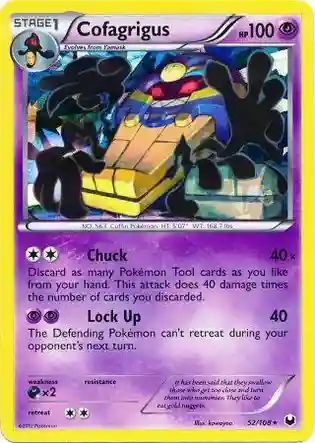 STAGE1
Cofagrigus
HP100
Evolves from Yamask
NO. 563 Coffin Pokémon HT: 5'07" WT: 168.7 lbs.
Chuck 40×
Discard as many Pokémon Tool cards as you like
from your hand. This attack does 40 damage times
the number of cards you discarded.
Lock Up 40
The Defending Pokémon can't retreat during your
opponent's next turn.
weakness
resistance
×2
retreat
It has been said that they swallow
those who get too close and turn
them into mummies. They like to
eat gold nuggets.
Illus. kawayoo
52/108
©2012 Pokémon